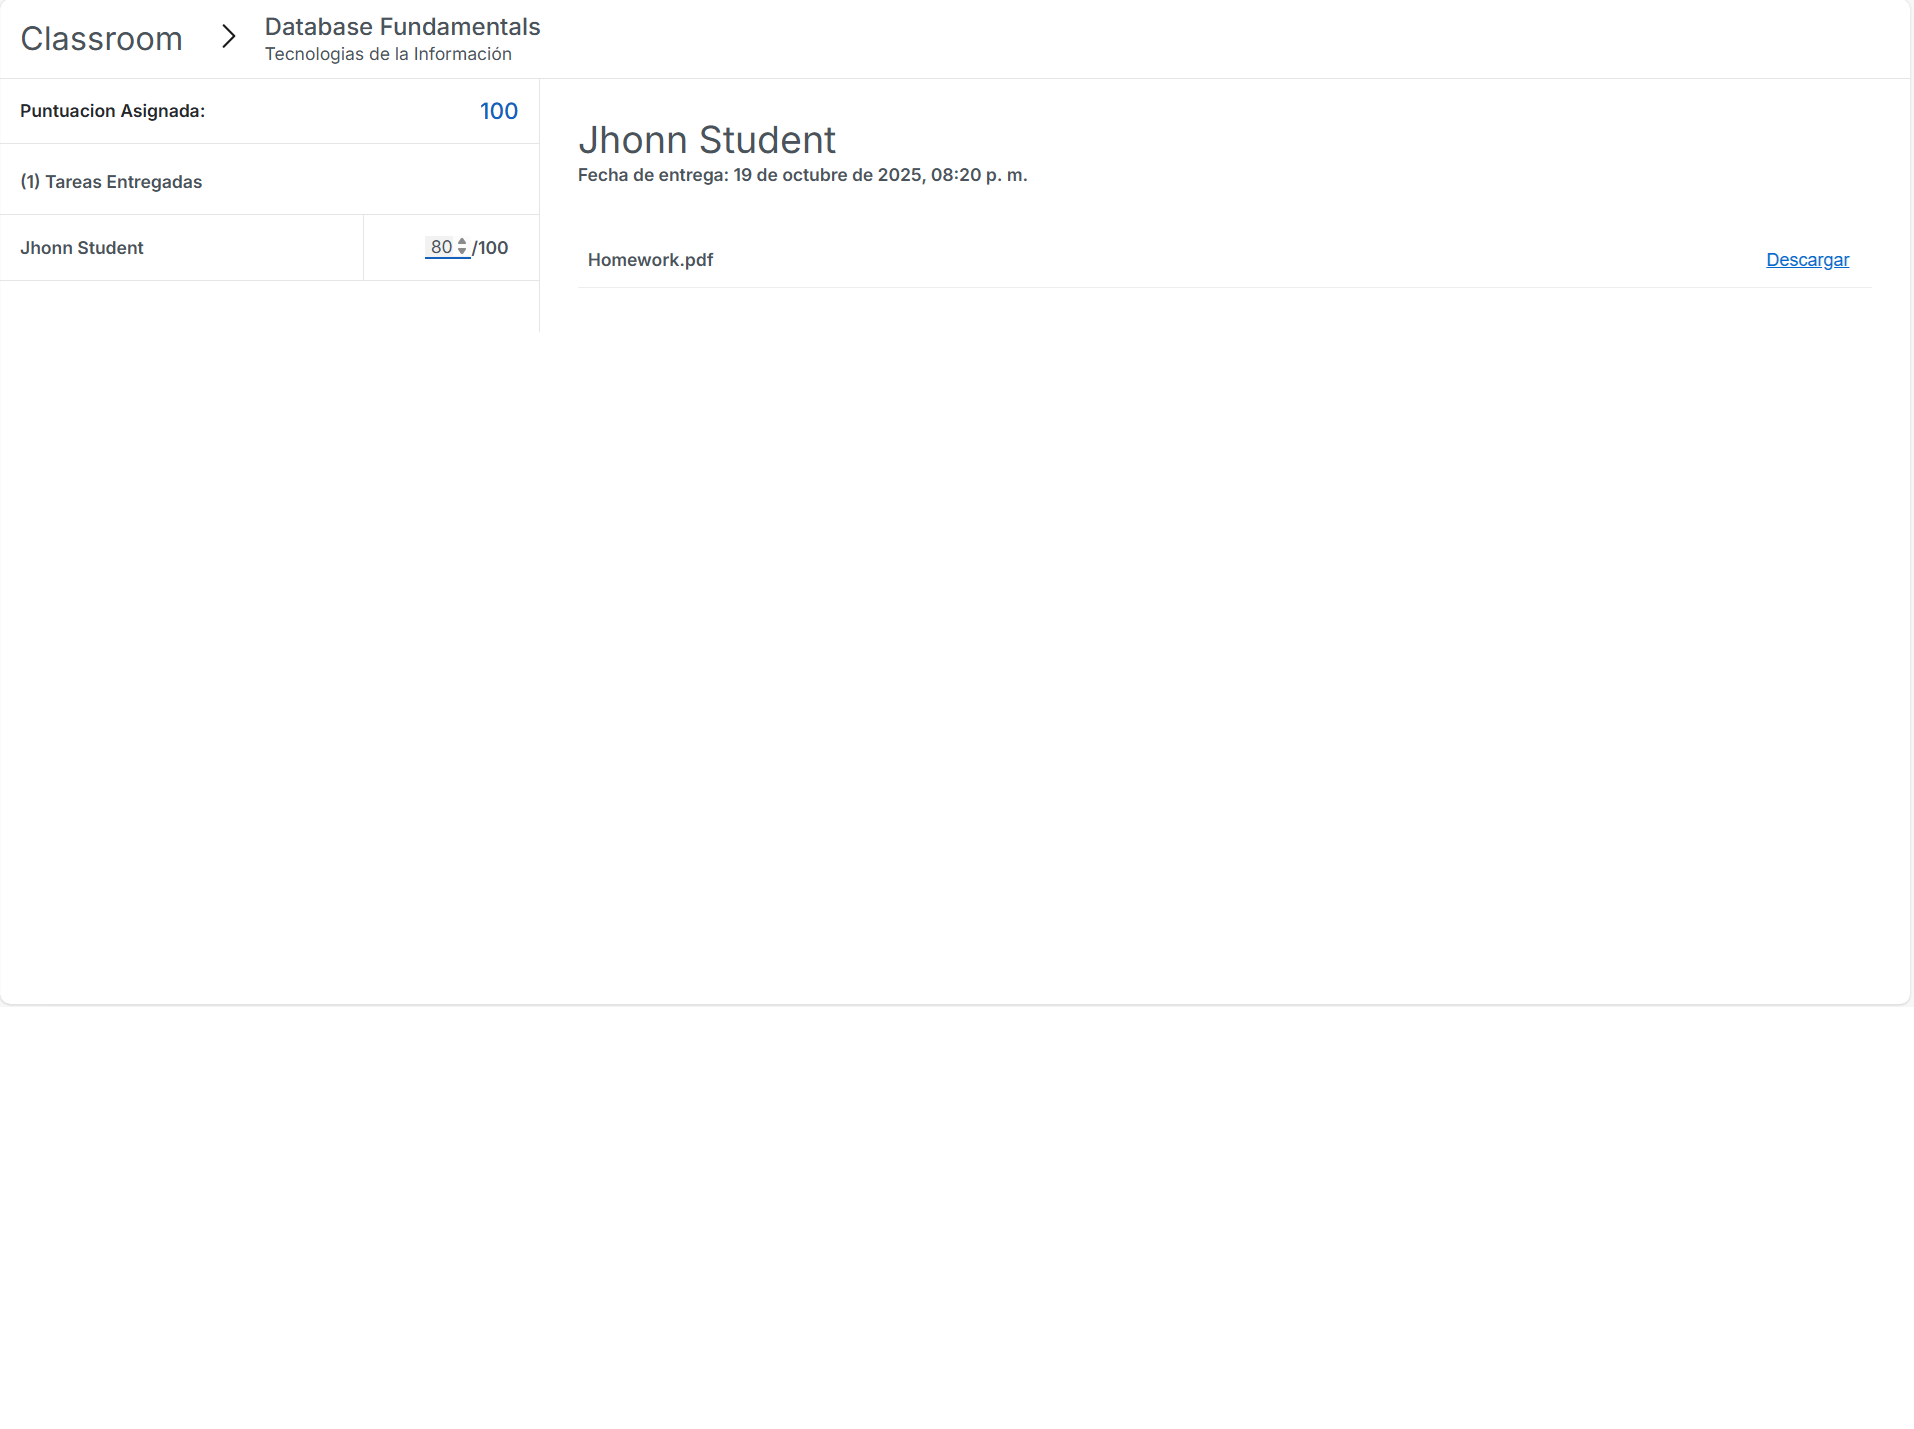 Classroom
Database Fundamentals
Tecnologias de la Información
Puntuacion Asignada: 100
(1) Tareas Entregadas
Jhonn Student 80 /100
Jhonn Student
Fecha de entrega: 19 de octubre de 2025, 08:20 p. m.
Homework.pdf Descargar